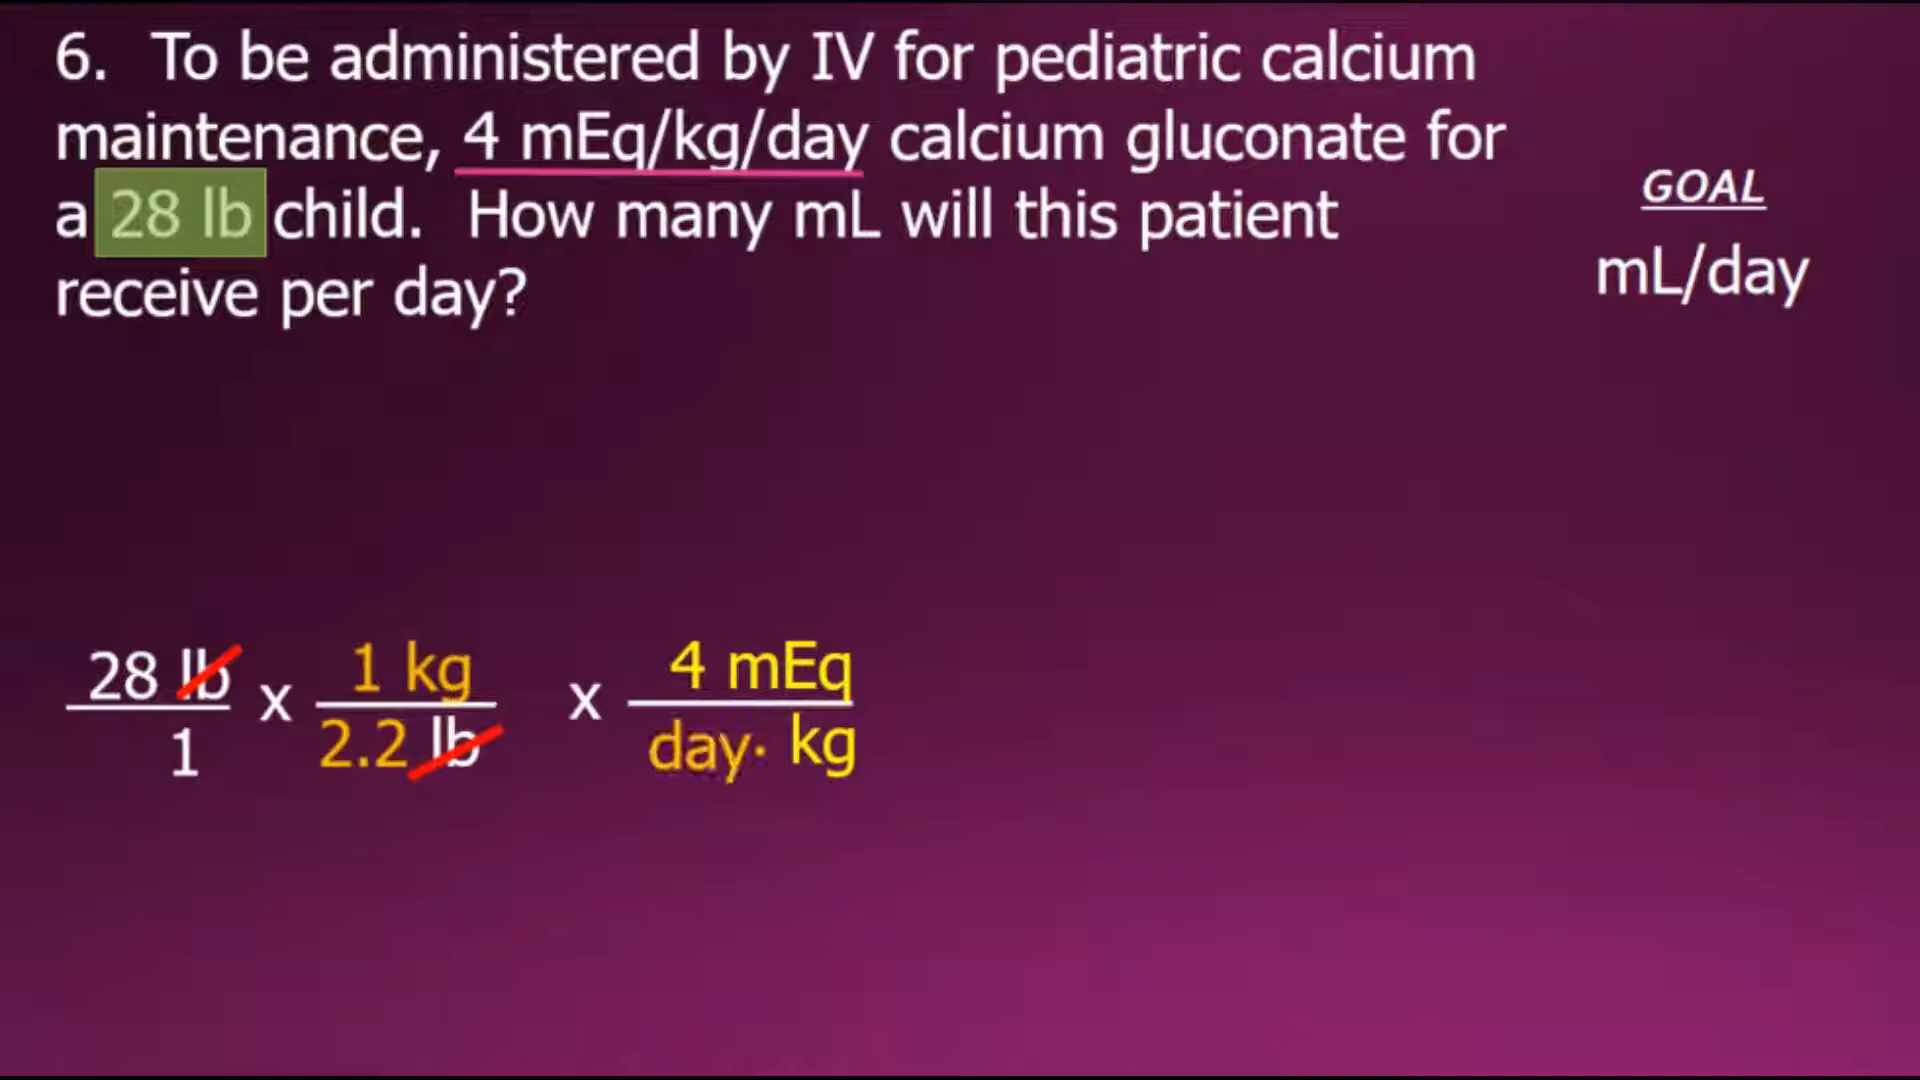 6. To be administered by IV for pediatric calcium
maintenance, 4 mEq/kg/day calcium gluconate for
a 28 lb child. How many mL will this patient
receive per day?
GOAL
mL/day
28 lb x 1 kg x 4 mEq
1 2.2 lb day· kg